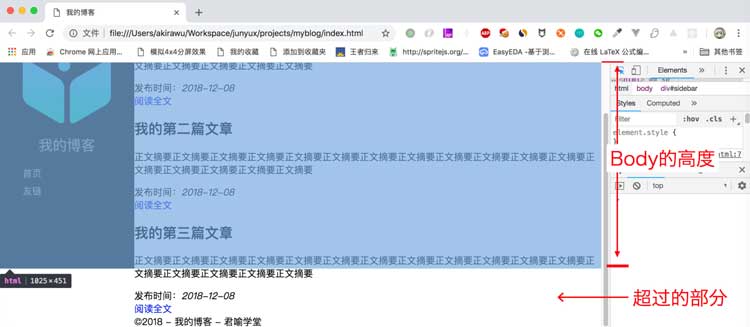 我的博客
文件 file:///Users/akirawu/Workspace/junyux/projects/myblog/index.html
应用 Chrome 网上应用... 模拟4x4分屏效果 我的收藏 添加到收藏夹 王者归来 http://spritejs.org/... EasyEDA -基于浏... 在线 LaTeX 公式编... » 其他书签
Elements »
html body div#sidebar
Styles Computed »
Filter :hov .cls +
element.style {
html:7
top
Body的高度
我的博客
首页
友链
文摘要正文摘要正文摘要正文摘要正文摘要正文摘要
发布时间：2018-12-08
阅读全文
我的第二篇文章
正文摘要正文摘要正文摘要正文摘要正文摘要正文摘要正文摘要正文摘要正文摘要正文摘要正文摘要正
文摘要正文摘要正文摘要正文摘要正文摘要正文摘要
发布时间：2018-12-08
阅读全文
我的第三篇文章
正文摘要正文摘要正文摘要正文摘要正文摘要正文摘要正文摘要正文摘要正文摘要正文摘要正文摘要正
文摘要正文摘要正文摘要正文摘要正文摘要正文摘要
html | 1025×451
发布时间：2018-12-08
阅读全文
©2018 - 我的博客 - 君喻学堂
超过的部分